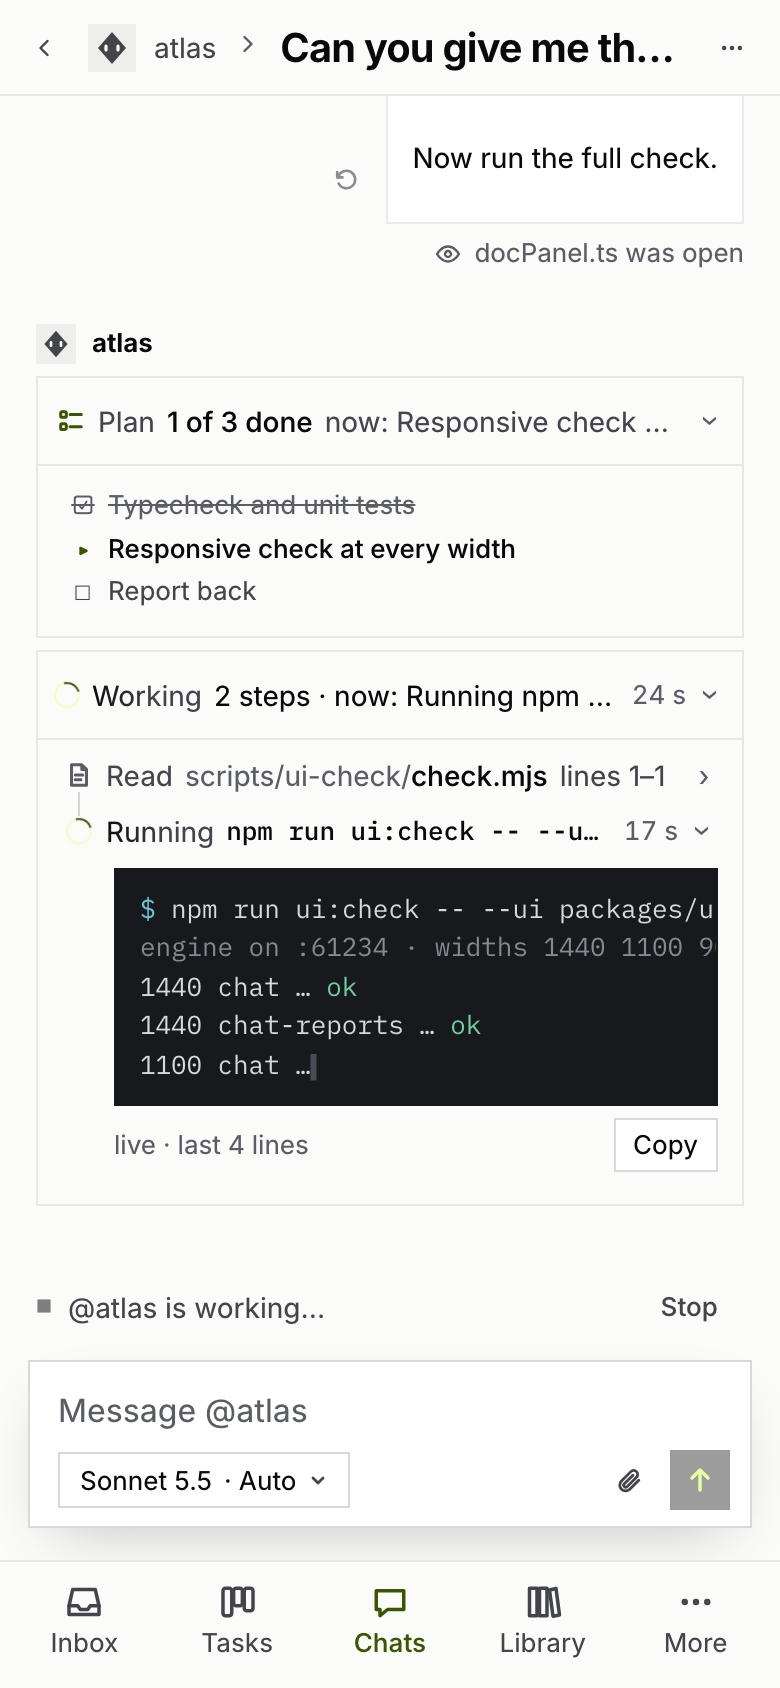 atlas
Can you give me th…
Now run the full check.
docPanel.ts was open
atlas
Plan 1 of 3 done now: Responsive check …
Typecheck and unit tests
Responsive check at every width
Report back
Working 2 steps · now: Running npm … 24 s
Read scripts/ui-check/check.mjs lines 1–1
Running npm run ui:check -- --u… 17 s
$ npm run ui:check -- --ui packages/u
engine on :61234 · widths 1440 1100 9
1440 chat … ok
1440 chat-reports … ok
1100 chat …
live · last 4 lines
Copy
@atlas is working…
Stop
Message @atlas
Sonnet 5.5 · Auto
Inbox
Tasks
Chats
Library
More